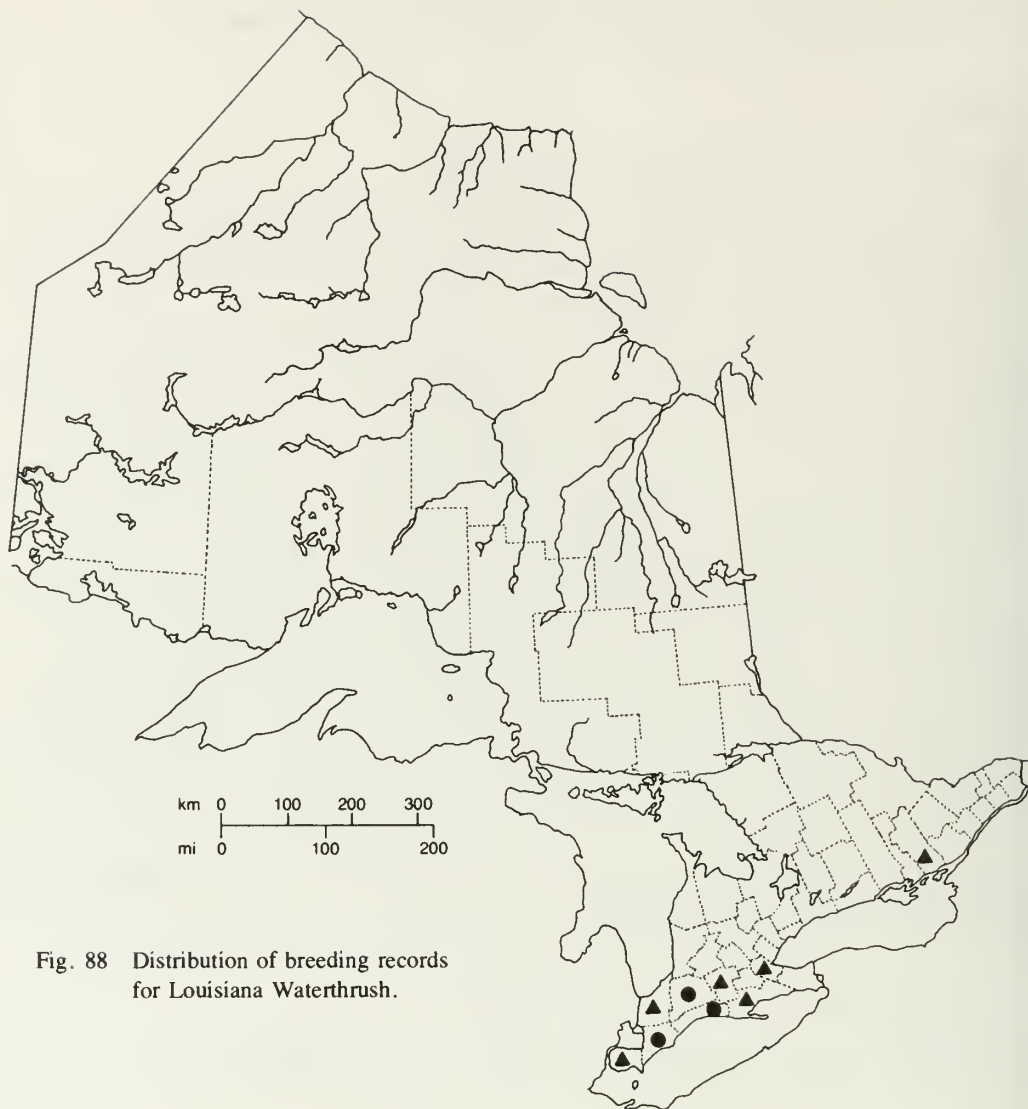 km 0 100 200 300
mi 0 100 200
Fig. 88 Distribution of breeding records
for Louisiana Waterthrush.